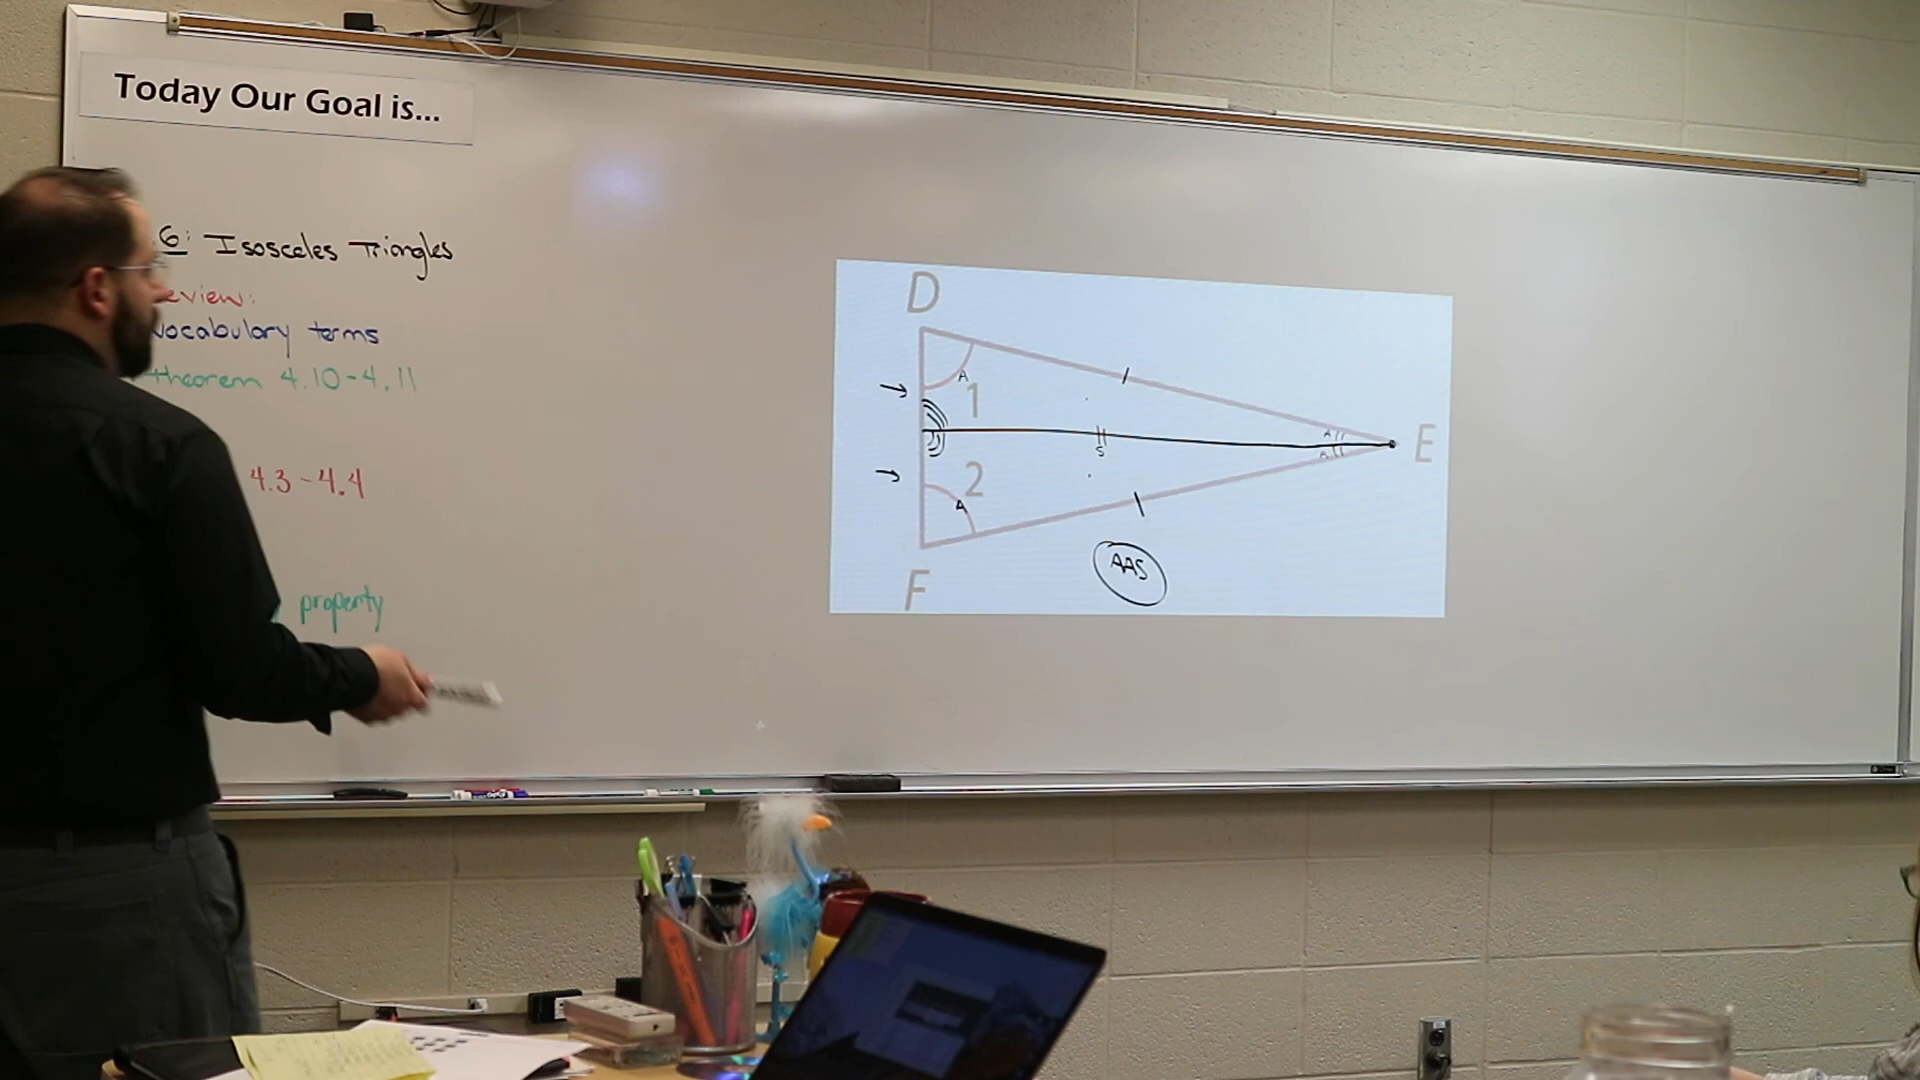 Today Our Goal is...
.6: Isosceles Triangles
eview:
Vocabulary terms
theorem 4.10-4.11
4.3-4.4
property
D
A
1
A
S
A
E
2
A
F
AAS